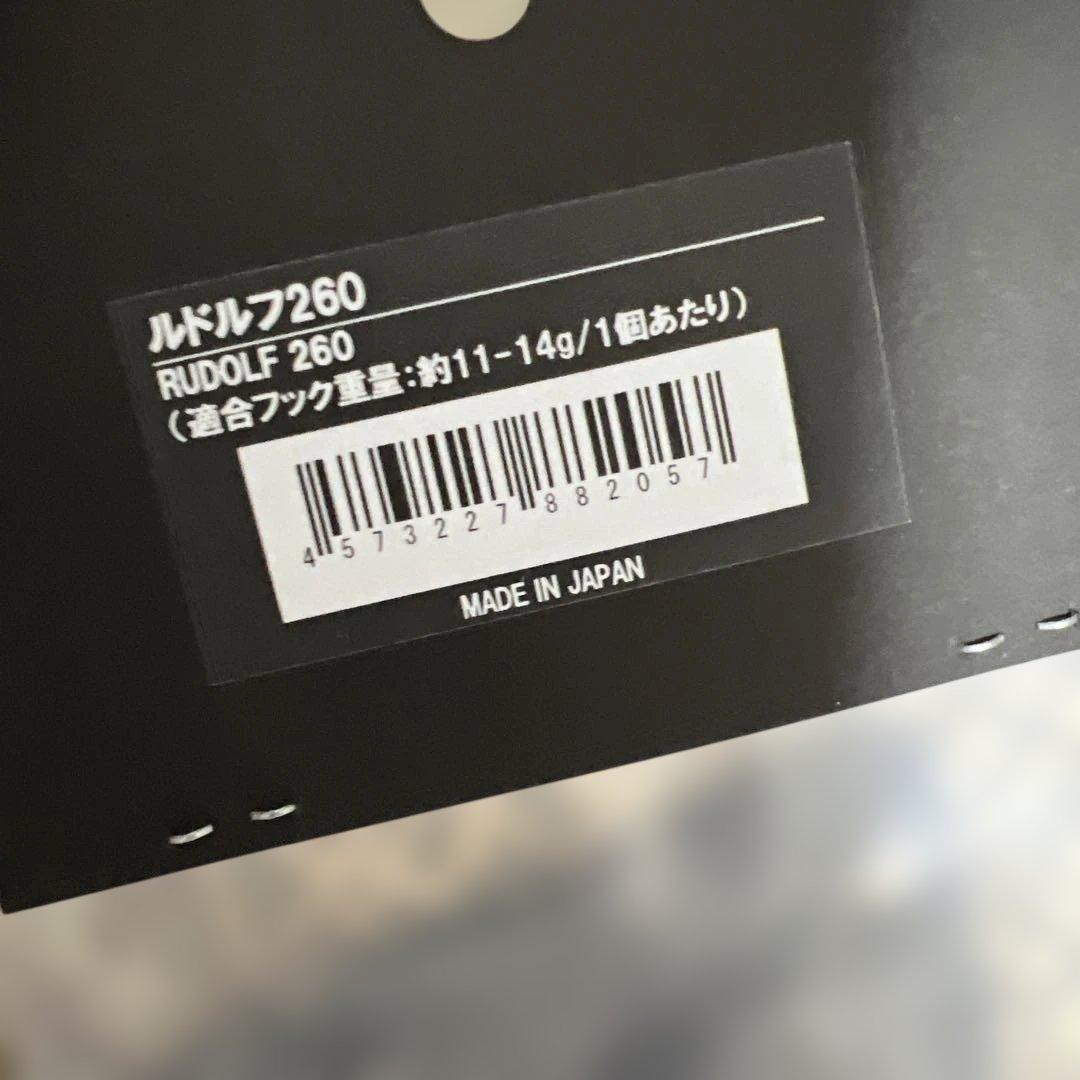 ルドルフ260
RUDOLF 260
（適合フック重量：約11-14g/1個あたり）
4 573227 882057
MADE IN JAPAN